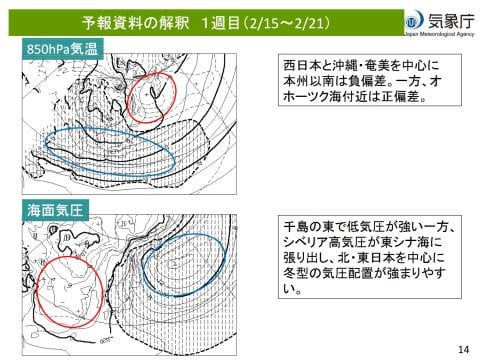 予報資料の解釈　１週目（2/15～2/21）
気象庁
Japan Meteorological Agency
850hPa気温
西日本と沖縄・奄美を中心に
本州以南は負偏差。一方、オ
ホーツク海付近は正偏差。
海面気圧
千島の東で低気圧が強い一方、
シベリア高気圧が東シナ海に
張り出し、北・東日本を中心に
冬型の気圧配置が強まりやす
い。
14